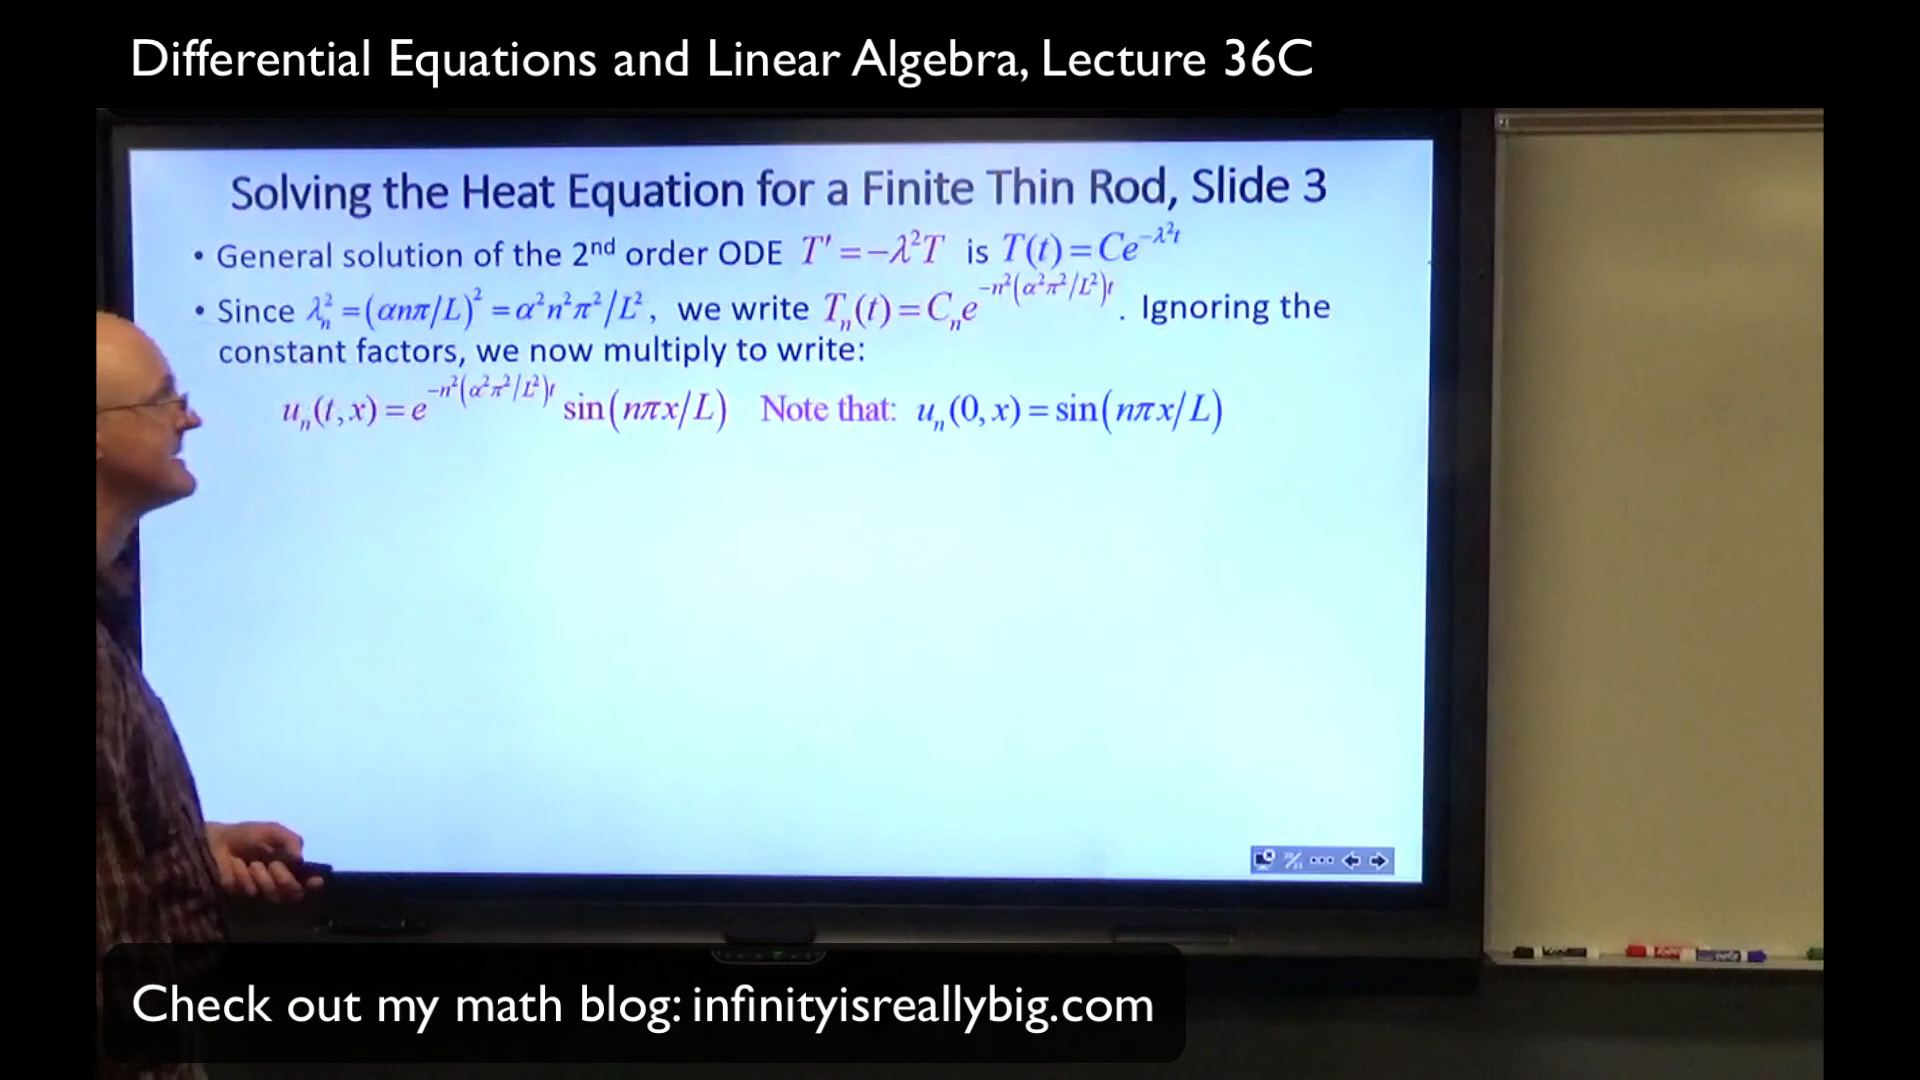 Differential Equations and Linear Algebra, Lecture 36C
Solving the Heat Equation for a Finite Thin Rod, Slide 3
• General solution of the 2ⁿᵈ order ODE T′ = −λ²T is T(t) = Ce^(−λ²t)
• Since λₙ² = (αnπ/L)² = α²n²π²/L², we write Tₙ(t) = Cₙe^(−n²(α²π²/L²)t). Ignoring the
constant factors, we now multiply to write:
uₙ(t,x) = e^(−n²(α²π²/L²)t) sin(nπx/L) Note that: uₙ(0,x) = sin(nπx/L)
Check out my math blog: infinityisreallybig.com